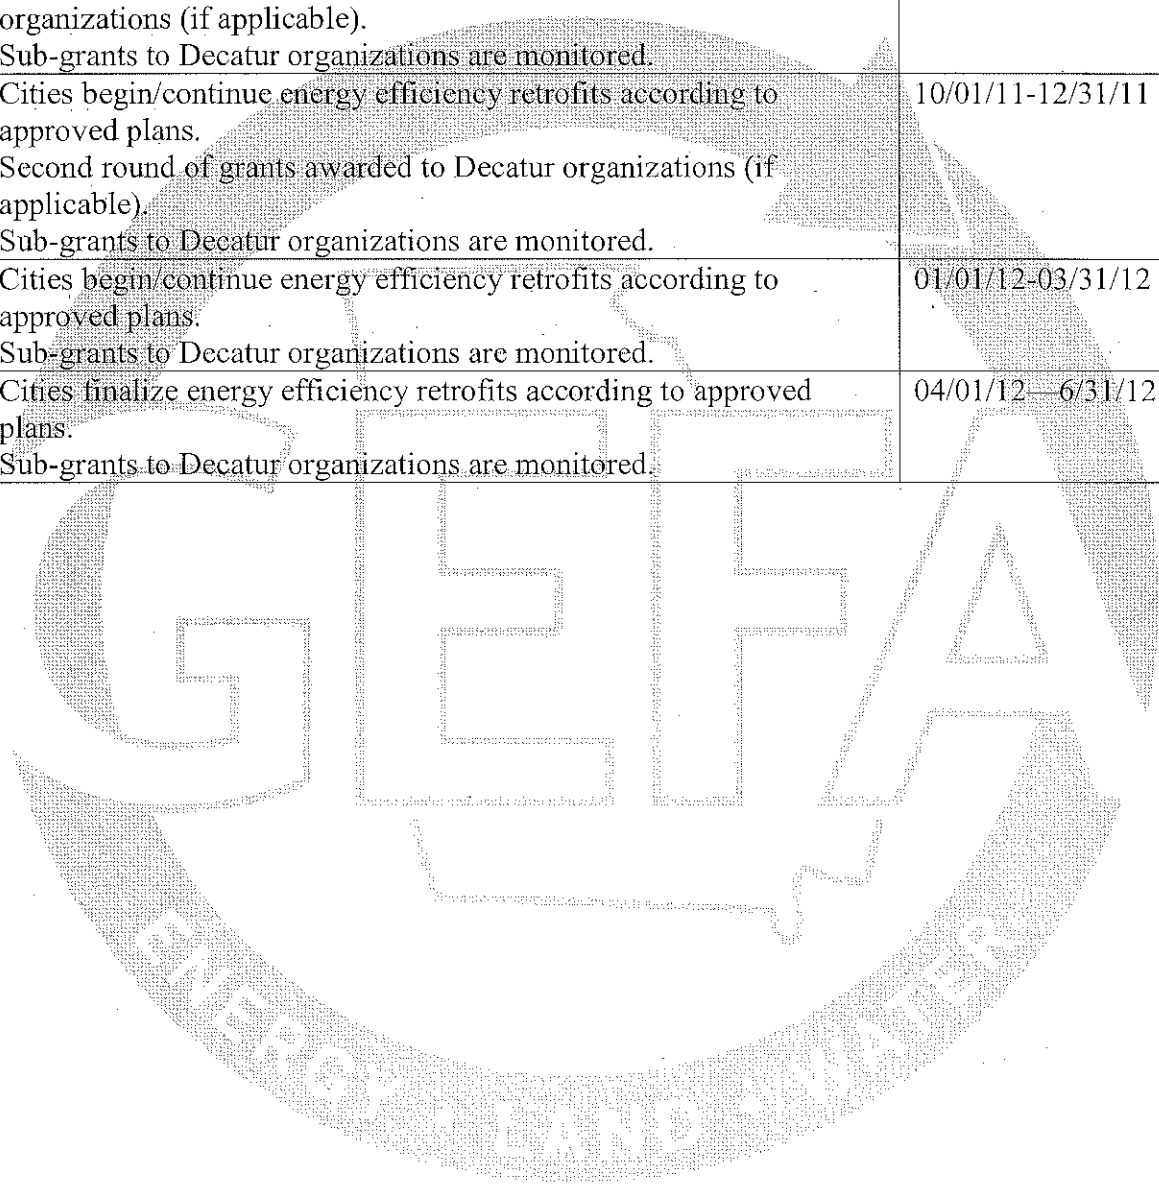 organizations (if applicable).
Sub-grants to Decatur organizations are monitored.
Cities begin/continue energy efficiency retrofits according to 10/01/11-12/31/11
approved plans.
Second round of grants awarded to Decatur organizations (if
applicable).
Sub-grants to Decatur organizations are monitored.
Cities begin/continue energy efficiency retrofits according to 01/01/12-03/31/12
approved plans.
Sub-grants to Decatur organizations are monitored.
Cities finalize energy efficiency retrofits according to approved 04/01/12—6/31/12
plans.
Sub-grants to Decatur organizations are monitored.
GEFA
ENERGY LAND WATER